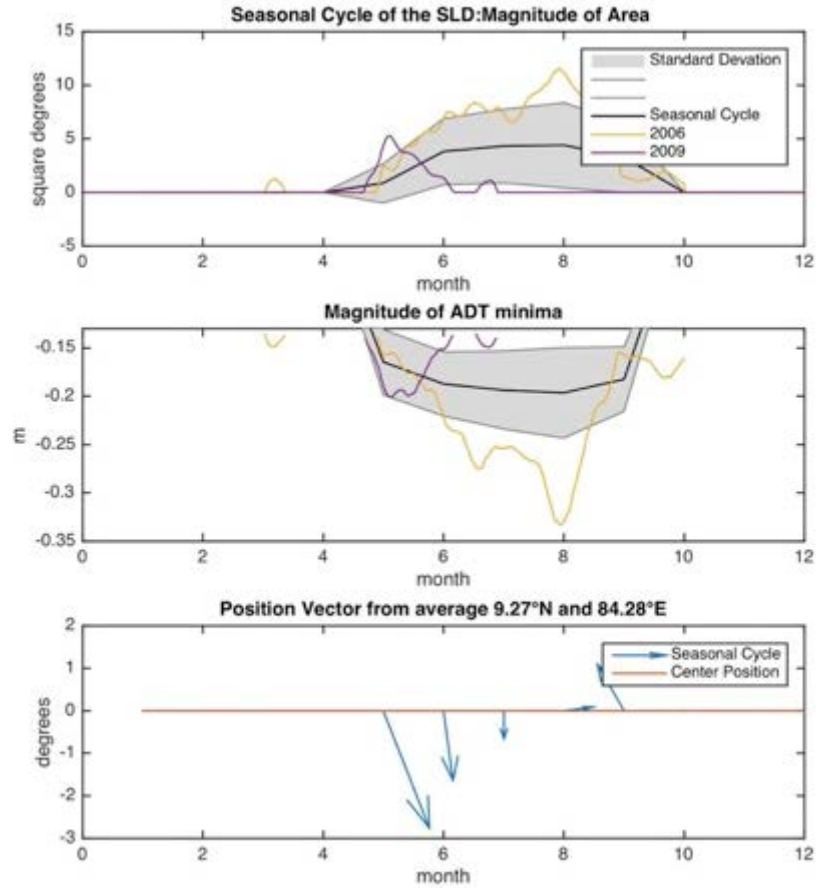 Seasonal Cycle of the SLD:Magnitude of Area
15
10
5
0
-5
square degrees
Standard Devation
Seasonal Cycle
2006
2009
0 2 4 6 8 10 12
month
Magnitude of ADT minima
-0.15
-0.2
-0.25
-0.3
-0.35
m
0 2 4 6 8 10 12
month
Position Vector from average 9.27°N and 84.28°E
2
1
0
-1
-2
-3
degrees
Seasonal Cycle
Center Position
0 2 4 6 8 10 12
month